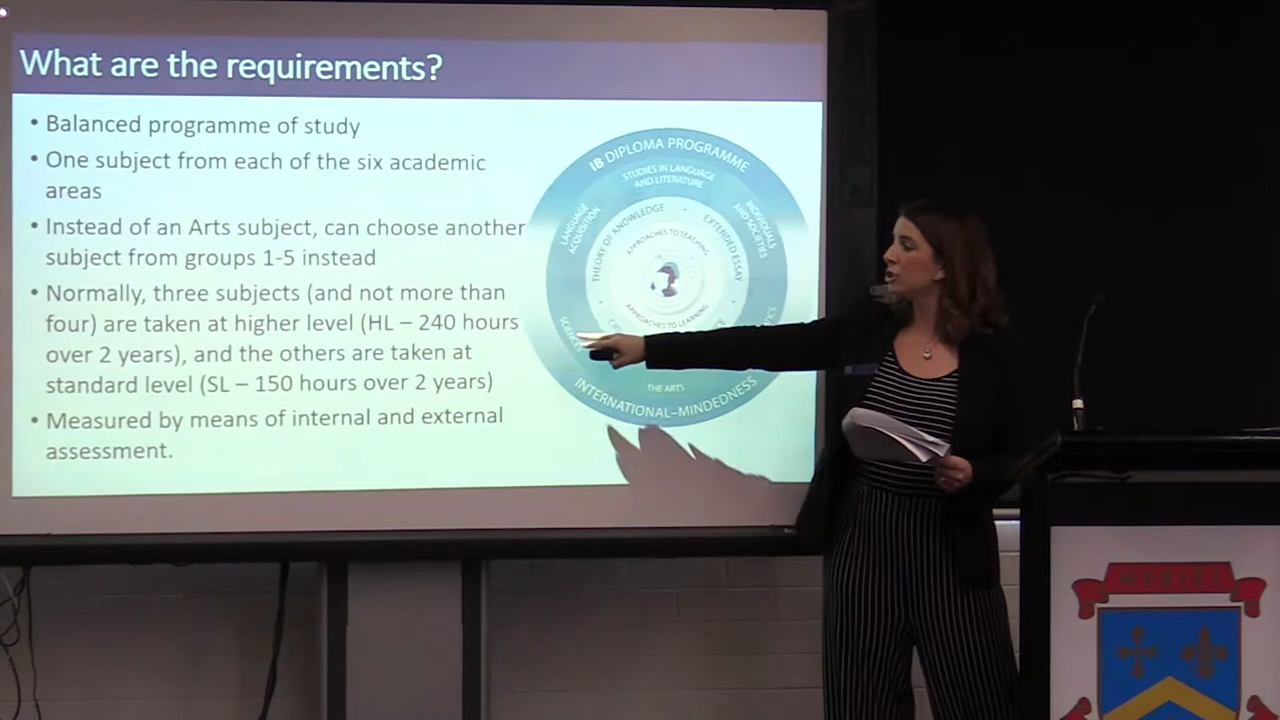 What are the requirements?
• Balanced programme of study
• One subject from each of the six academic
areas
• Instead of an Arts subject, can choose another
subject from groups 1-5 instead
• Normally, three subjects (and not more than
four) are taken at higher level (HL – 240 hours
over 2 years), and the others are taken at
standard level (SL – 150 hours over 2 years)
• Measured by means of internal and external
assessment.
IB DIPLOMA PROGRAMME
STUDIES IN LANGUAGE
AND LITERATURE
LANGUAGE
ACQUISITION
INDIVIDUALS
AND SOCIETIES
THEORY OF KNOWLEDGE
EXTENDED ESSAY
APPROACHES TO TEACHING
APPROACHES TO LEARNING
SCIENCES
THE ARTS
INTERNATIONAL–MINDEDNESS